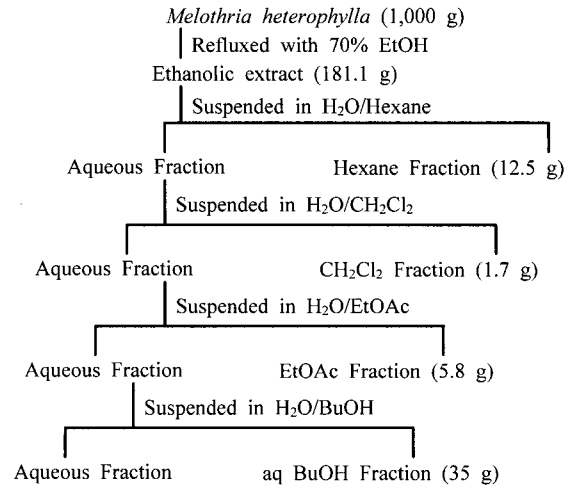 Melothria heterophylla (1,000 g)
Refluxed with 70% EtOH
Ethanolic extract (181.1 g)
Suspended in H₂O/Hexane
Aqueous Fraction Hexane Fraction (12.5 g)
Suspended in H₂O/CH₂Cl₂
Aqueous Fraction CH₂Cl₂ Fraction (1.7 g)
Suspended in H₂O/EtOAc
Aqueous Fraction EtOAc Fraction (5.8 g)
Suspended in H₂O/BuOH
Aqueous Fraction aq BuOH Fraction (35 g)